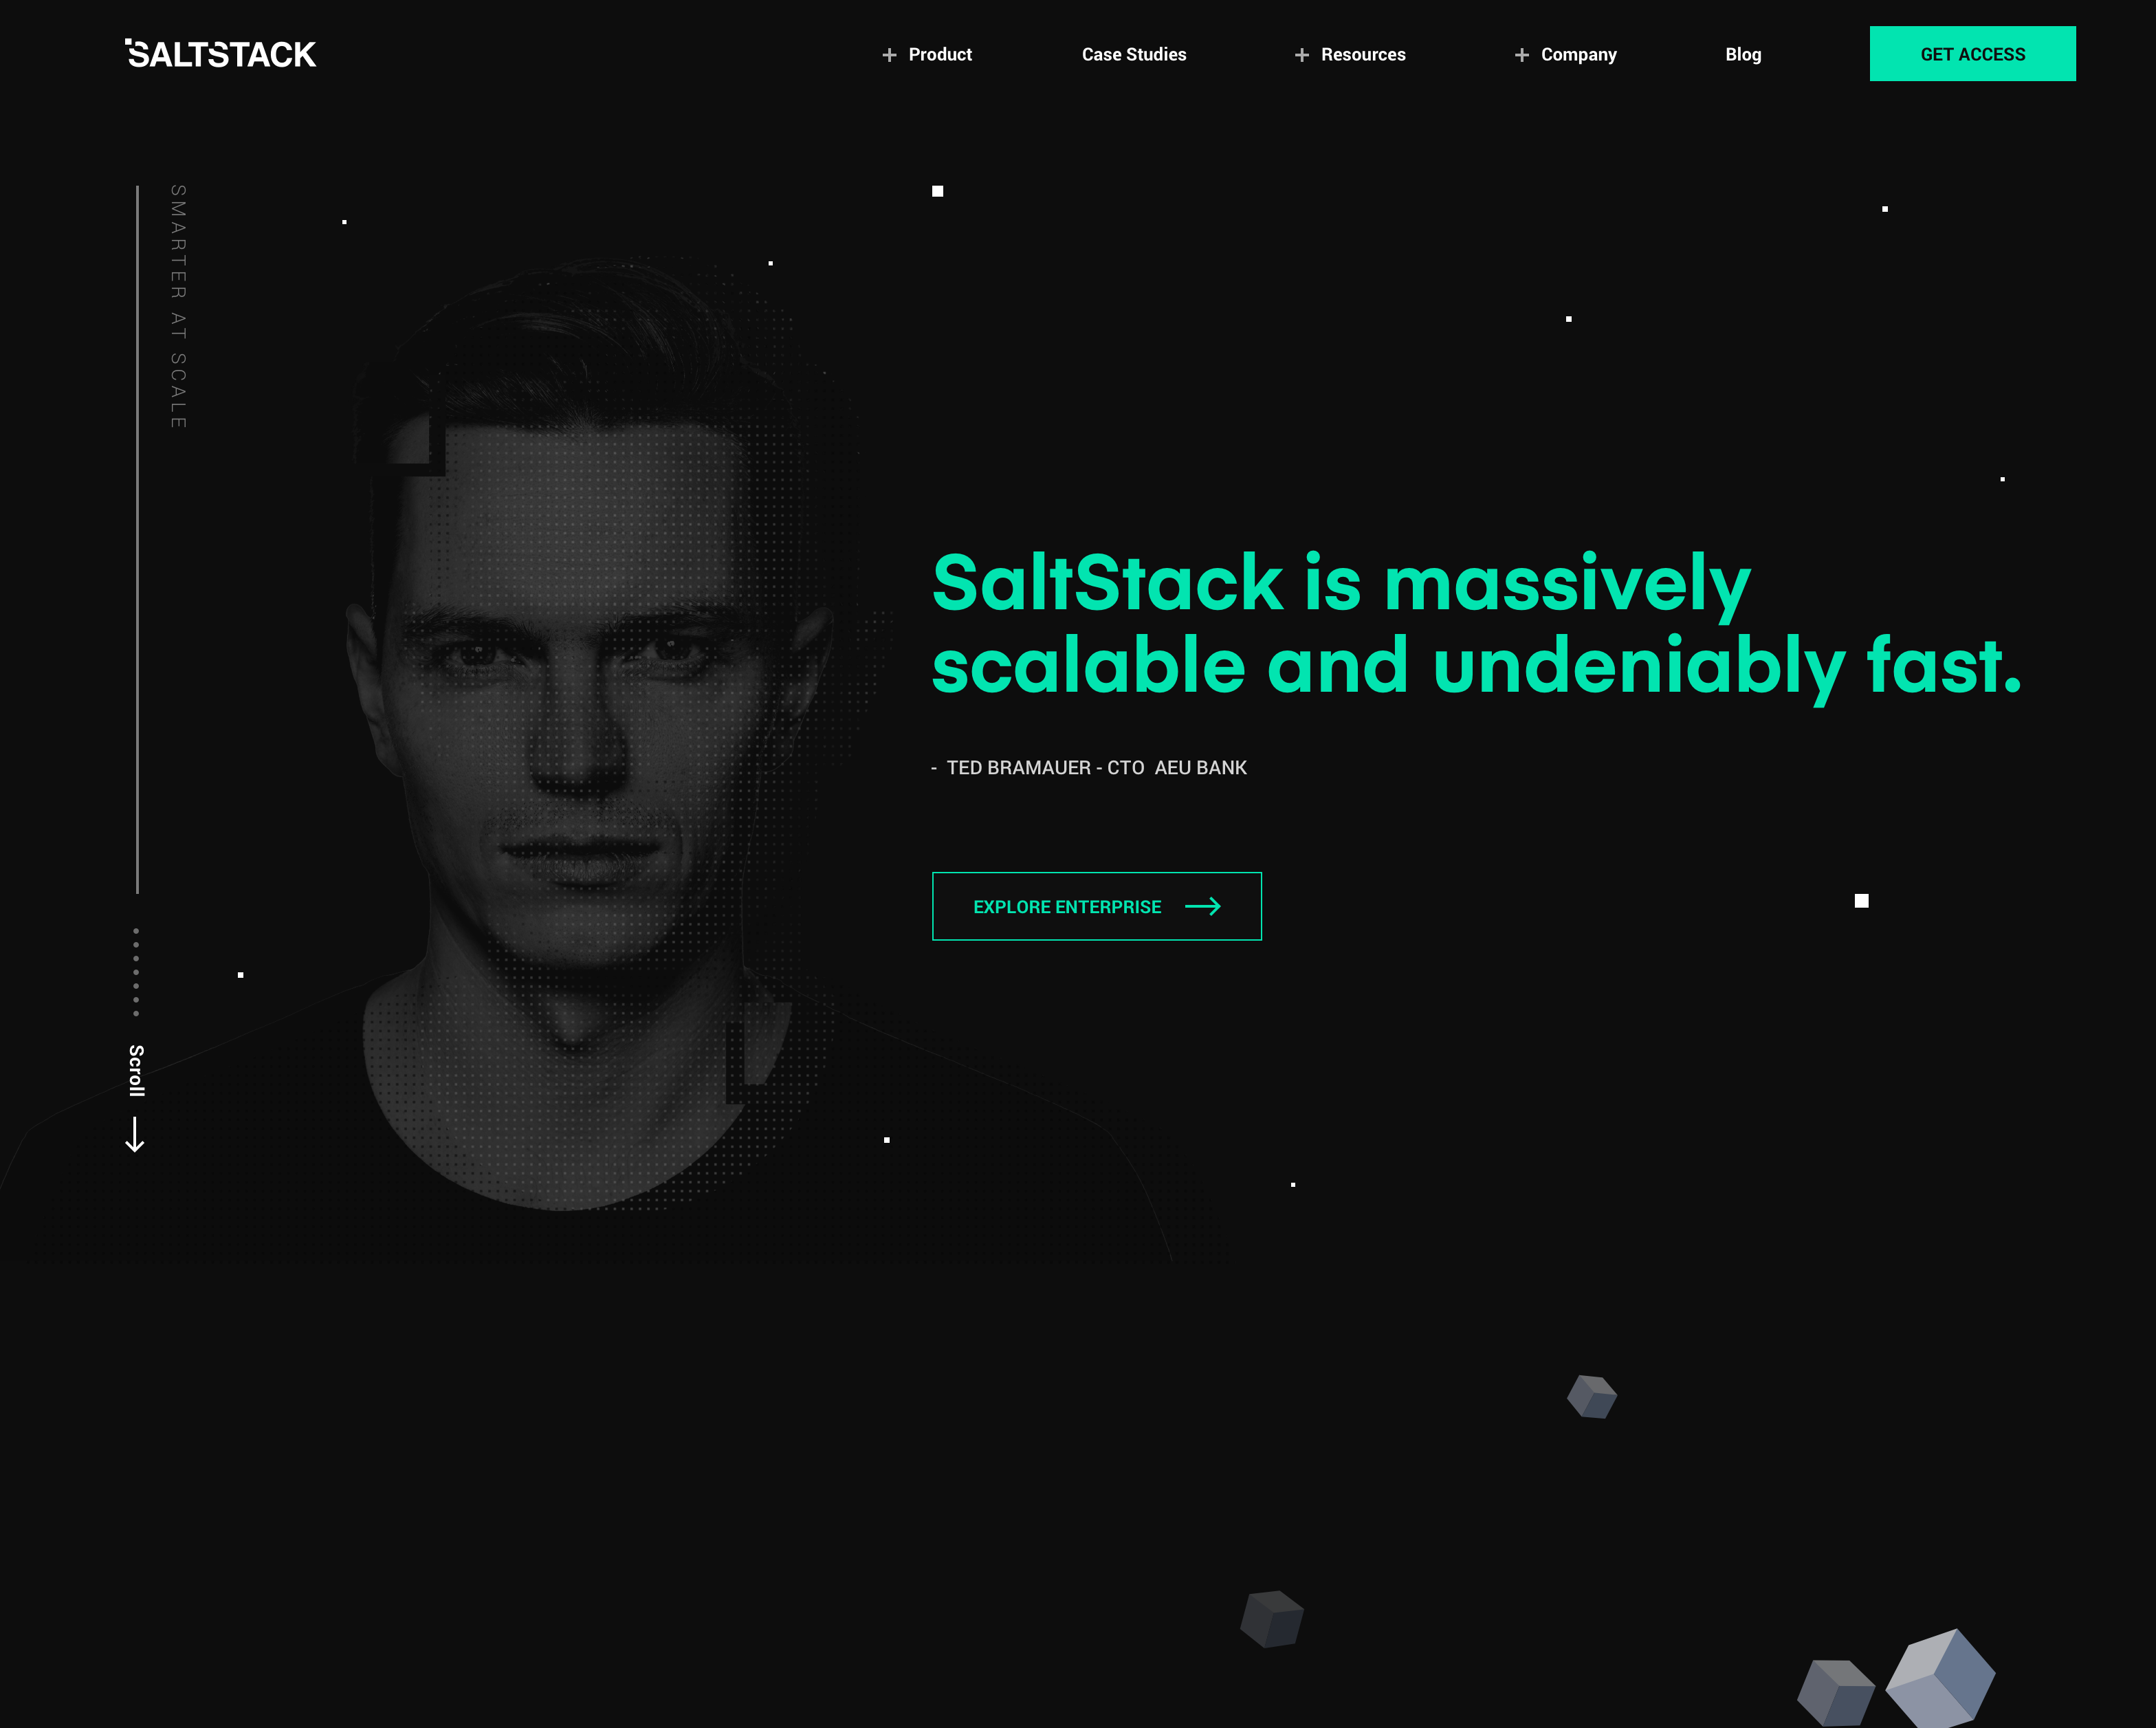 SALTSTACK
+ Product
Case Studies
+ Resources
+ Company
Blog
GET ACCESS
SMARTER AT SCALE
SaltStack is massively
scalable and undeniably fast.
- TED BRAMAUER - CTO AEU BANK
EXPLORE ENTERPRISE
Scroll